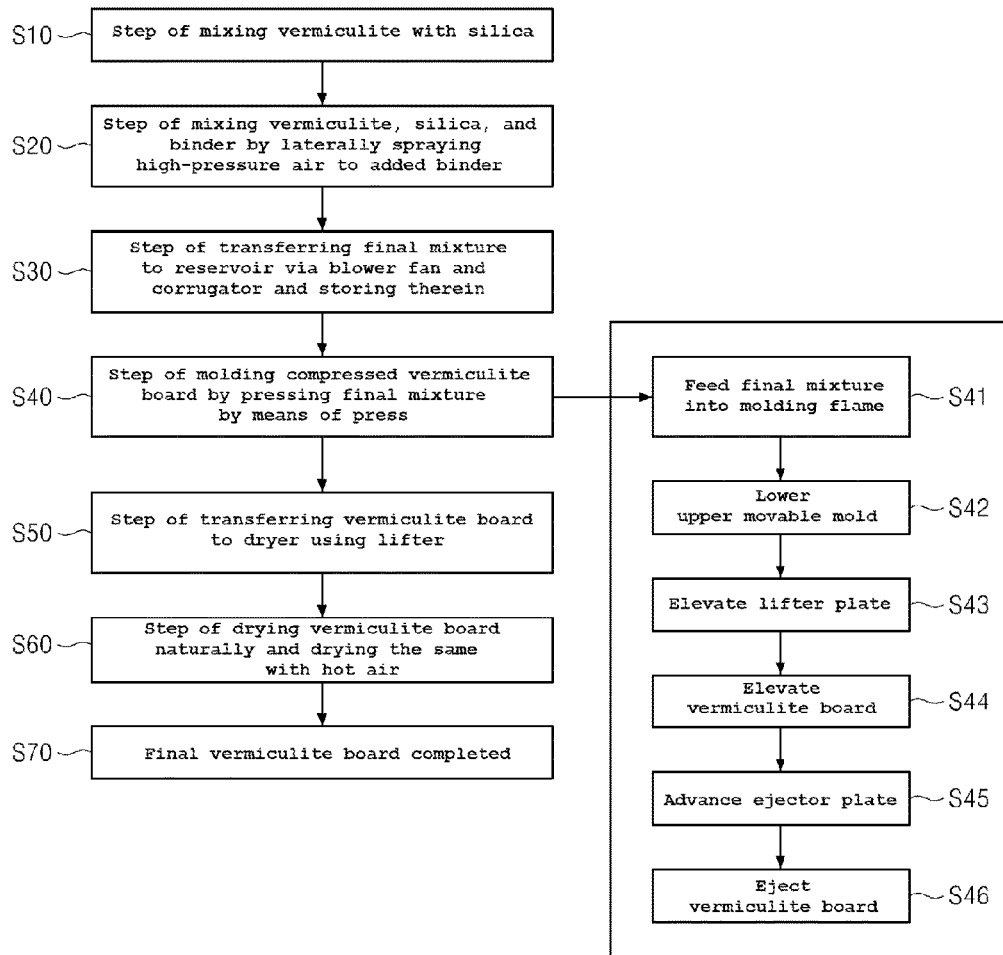 S10
Step of mixing vermiculite with silica
S20
Step of mixing vermiculite, silica, and
binder by laterally spraying
high-pressure air to added binder
S30
Step of transferring final mixture
to reservoir via blower fan and
corrugator and storing therein
S40
Step of molding compressed vermiculite
board by pressing final mixture
by means of press
S50
Step of transferring vermiculite board
to dryer using lifter
S60
Step of drying vermiculite board
naturally and drying the same
with hot air
S70
Final vermiculite board completed
Feed final mixture
into molding flame
S41
Lower
upper movable mold
S42
Elevate lifter plate
S43
Elevate
vermiculite board
S44
Advance ejector plate
S45
Eject
vermiculite board
S46